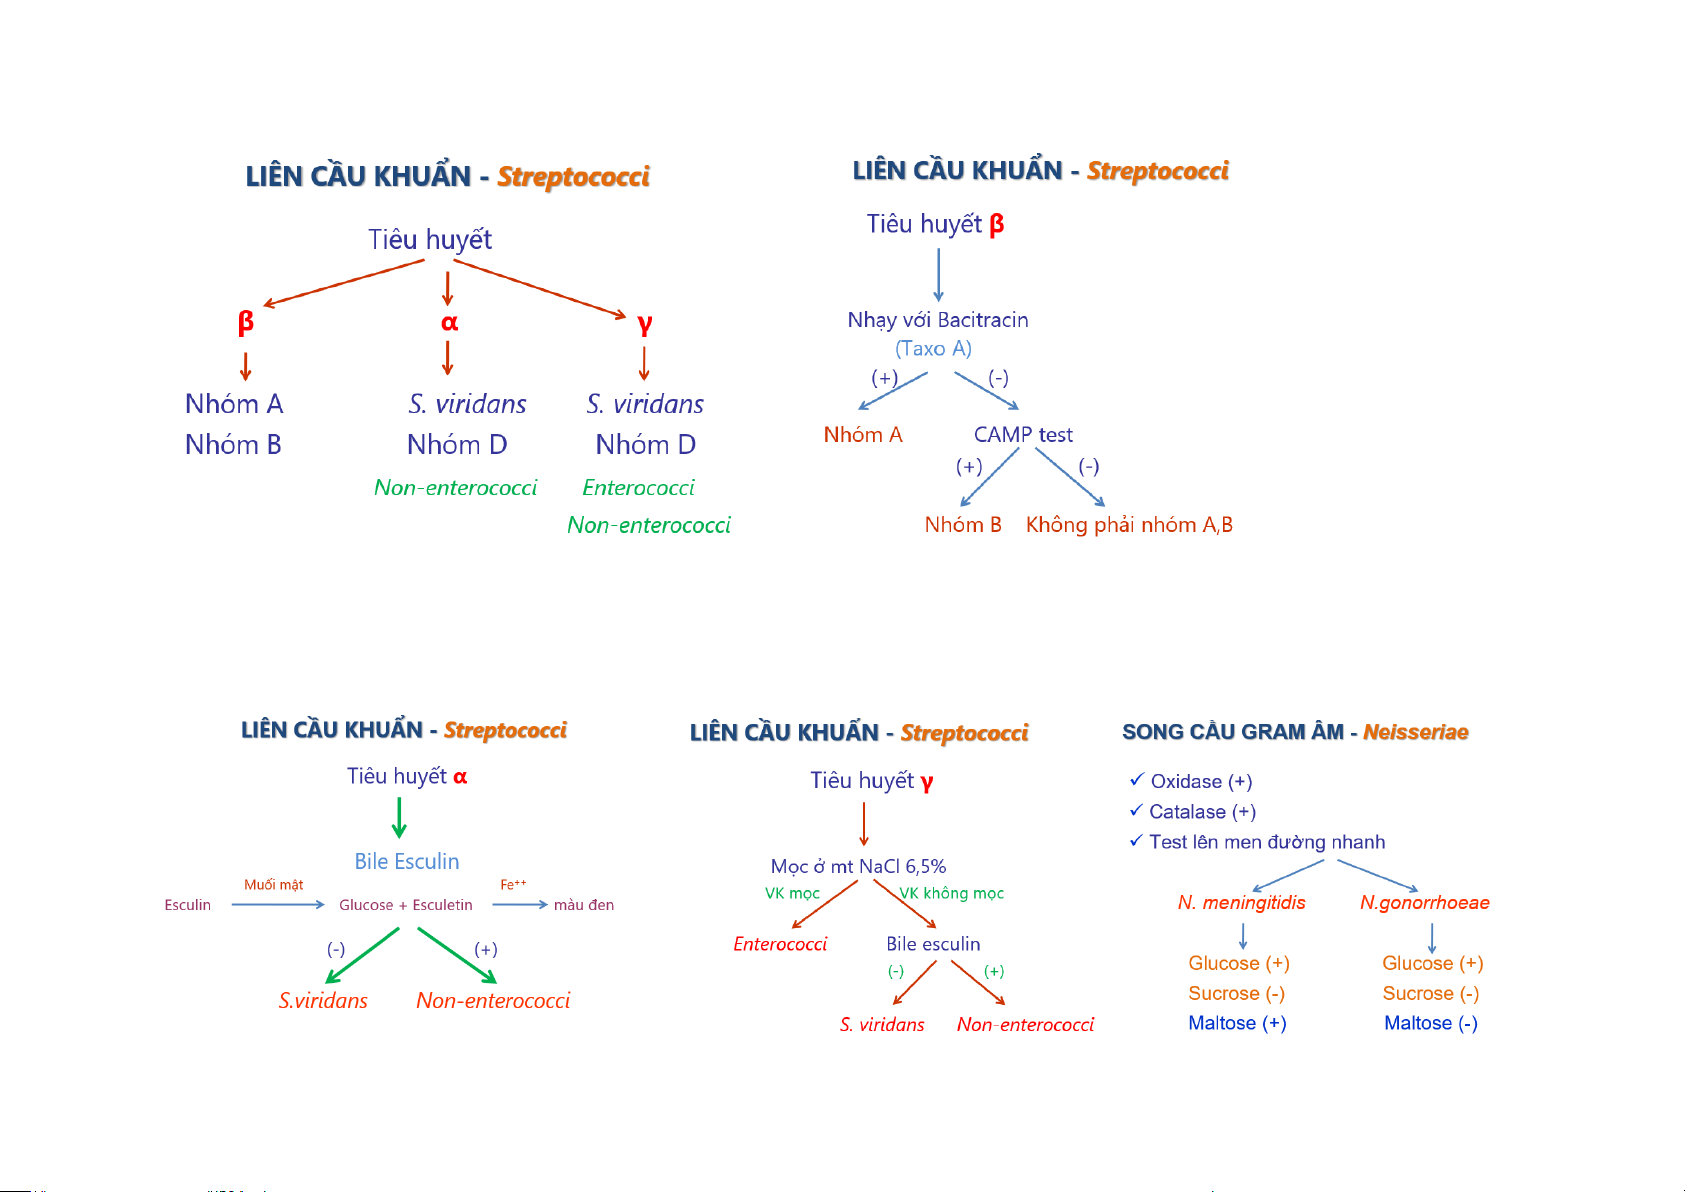 LIÊN CẦU KHUẨN - Streptococci
Tiêu huyết
β α γ
Nhóm A S. viridans S. viridans
Nhóm B Nhóm D Nhóm D
Non-enterococci Enterococci
Non-enterococci
LIÊN CẦU KHUẨN - Streptococci
Tiêu huyết β
Nhạy với Bacitracin
(Taxo A)
(+) (-)
Nhóm A CAMP test
(+) (-)
Nhóm B Không phải nhóm A,B
LIÊN CẦU KHUẨN - Streptococci
Tiêu huyết α
Bile Esculin
Muối mật Fe⁺⁺
Esculin Glucose + Esculetin màu đen
(-) (+)
S.viridans Non-enterococci
LIÊN CẦU KHUẨN - Streptococci
Tiêu huyết γ
Mọc ở mt NaCl 6,5%
VK mọc VK không mọc
Enterococci Bile esculin
(-) (+)
S. viridans Non-enterococci
SONG CẦU GRAM ÂM - Neisseriae
✓ Oxidase (+)
✓ Catalase (+)
✓ Test lên men đường nhanh
N. meningitidis N.gonorrhoeae
Glucose (+) Glucose (+)
Sucrose (-) Sucrose (-)
Maltose (+) Maltose (-)